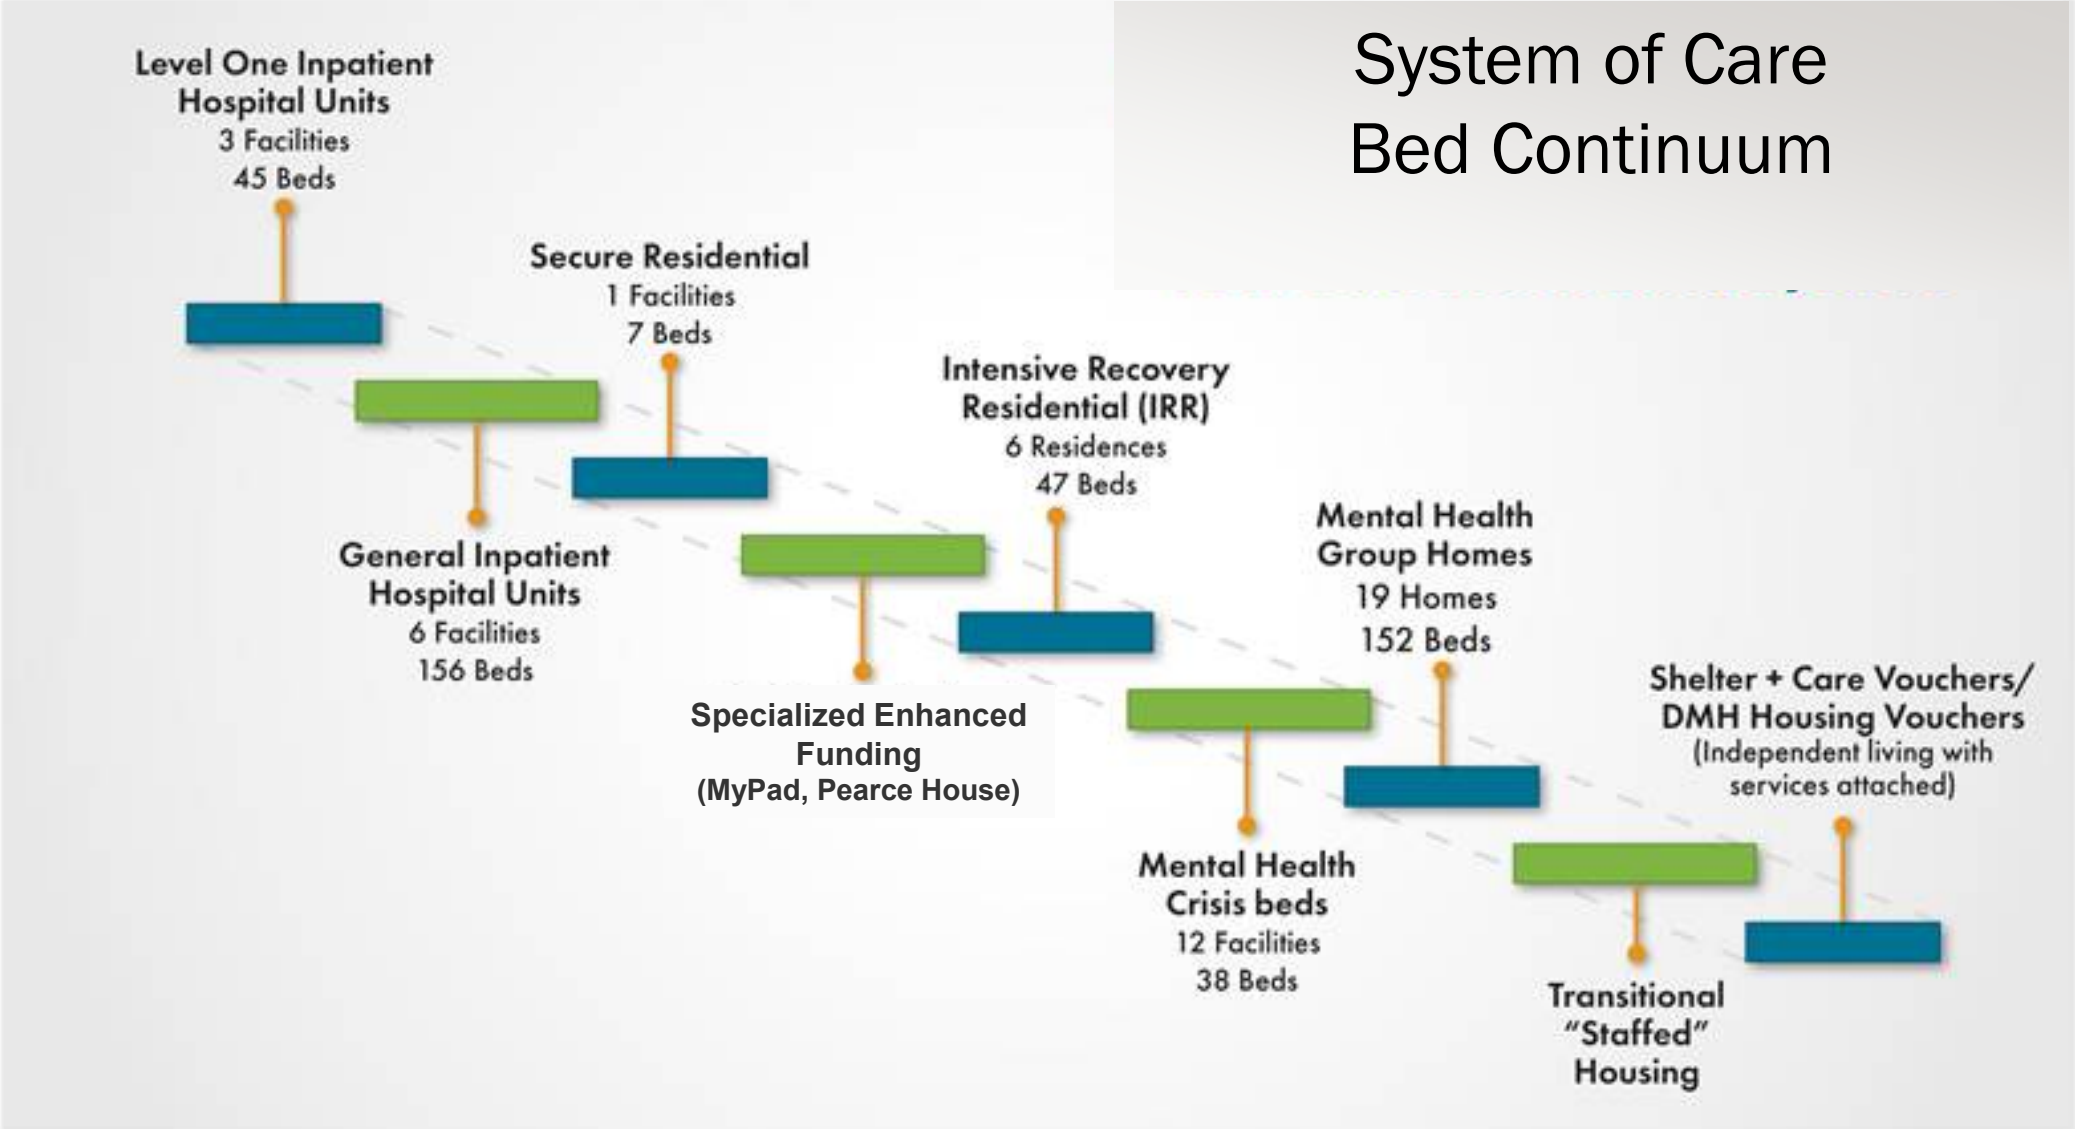 System of Care
Bed Continuum
Level One Inpatient
Hospital Units
3 Facilities
45 Beds
Secure Residential
1 Facilities
7 Beds
Intensive Recovery
Residential (IRR)
6 Residences
47 Beds
Mental Health
Group Homes
19 Homes
152 Beds
Shelter + Care Vouchers/
DMH Housing Vouchers
(Independent living with
services attached)
General Inpatient
Hospital Units
6 Facilities
156 Beds
Specialized Enhanced
Funding
(MyPad, Pearce House)
Mental Health
Crisis beds
12 Facilities
38 Beds
Transitional
“Staffed”
Housing